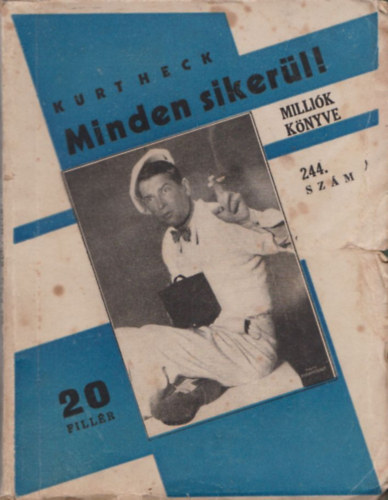 KURT HECK
Minden sikerül!
MILLIÓK
KÖNYVE
244.
SZÁM
20
FILLÉR